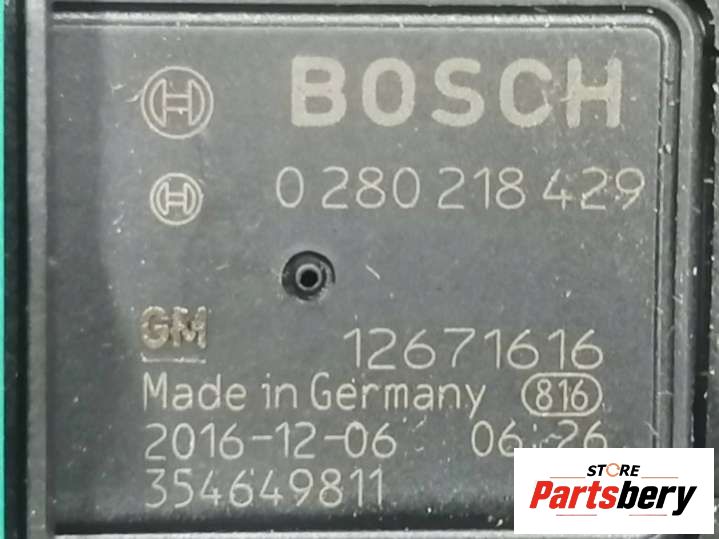 BOSCH
0 280 218 429
GM 12671616
Made in Germany 816
2016-12-06 06:26
354649811
STORE
Partsbery